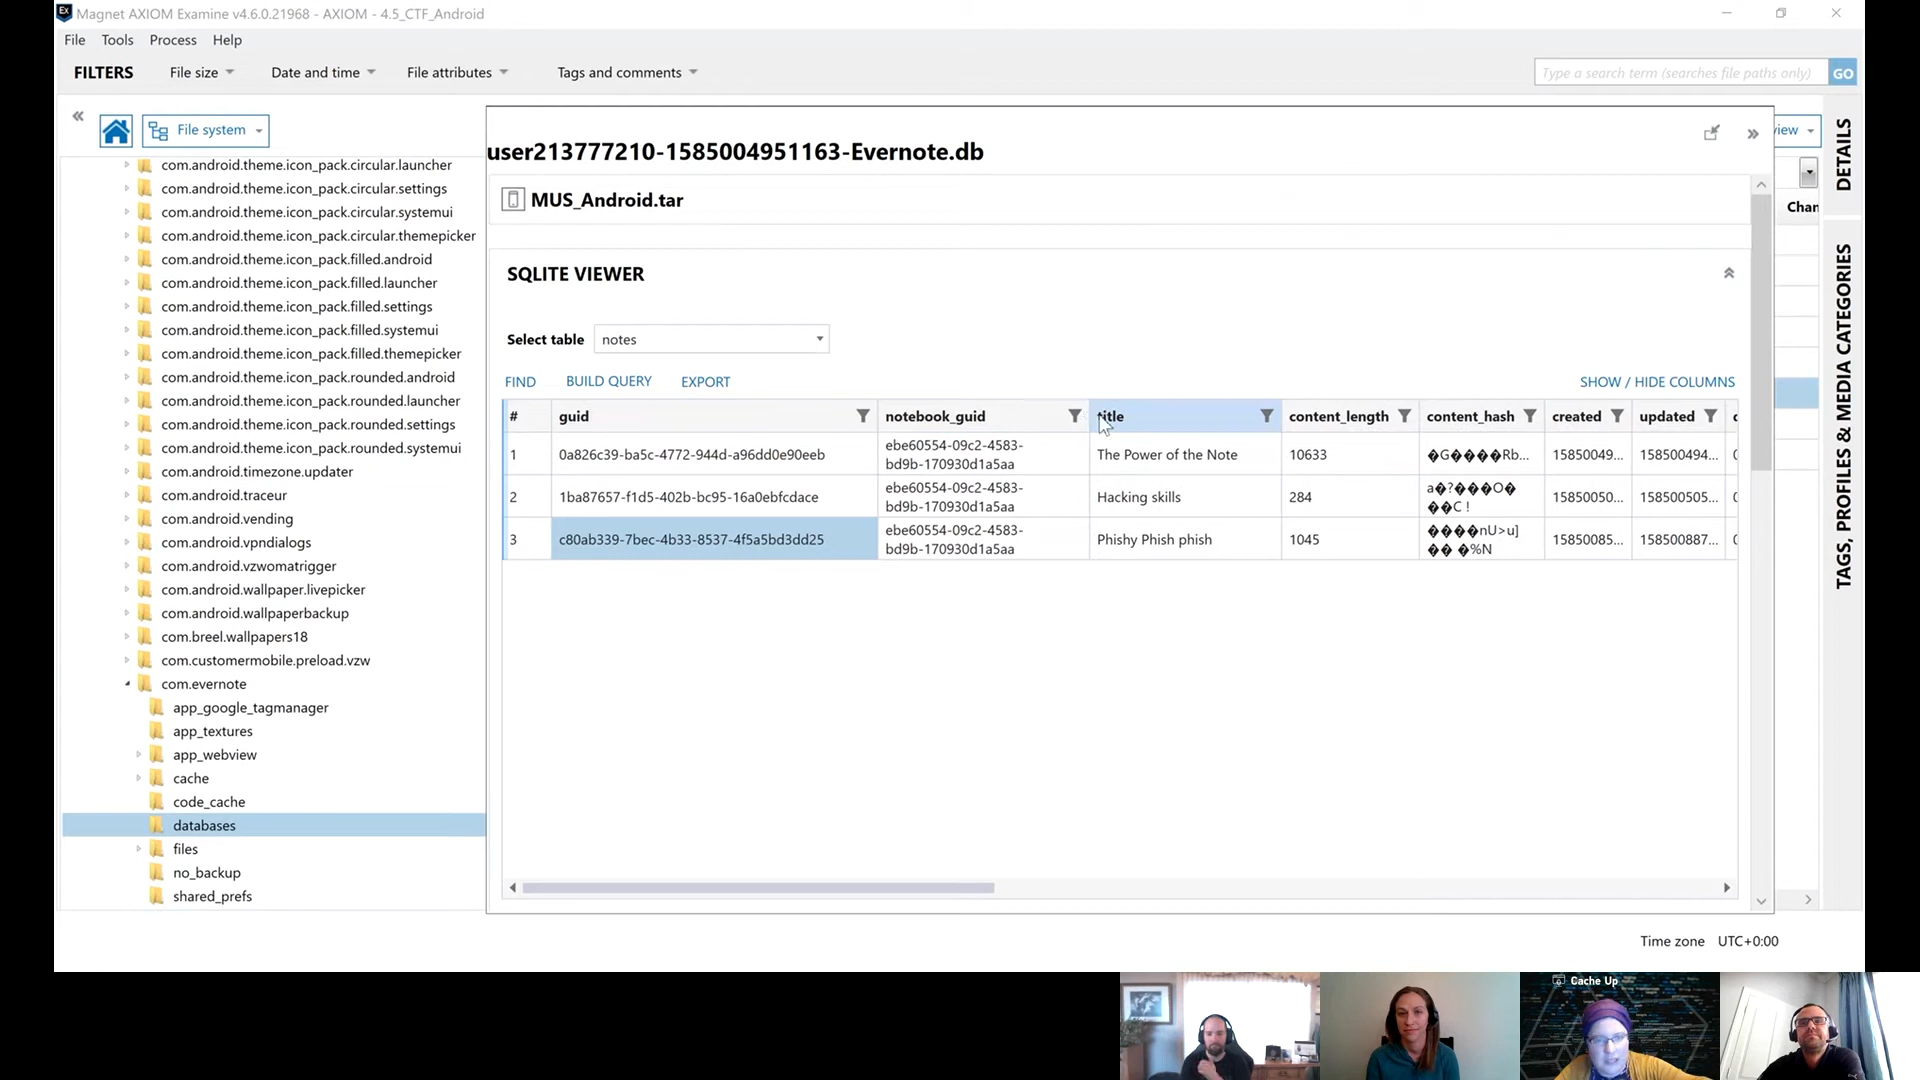 Magnet AXIOM Examine v4.6.0.21968 - AXIOM - 4.5_CTF_Android
File Tools Process Help
FILTERS File size Date and time File attributes Tags and comments
Type a search term (searches file paths only) GO
File system
com.android.theme.icon_pack.circular.launcher
com.android.theme.icon_pack.circular.settings
com.android.theme.icon_pack.circular.systemui
com.android.theme.icon_pack.circular.themepicker
com.android.theme.icon_pack.filled.android
com.android.theme.icon_pack.filled.launcher
com.android.theme.icon_pack.filled.settings
com.android.theme.icon_pack.filled.systemui
com.android.theme.icon_pack.filled.themepicker
com.android.theme.icon_pack.rounded.android
com.android.theme.icon_pack.rounded.launcher
com.android.theme.icon_pack.rounded.settings
com.android.theme.icon_pack.rounded.systemui
com.android.timezone.updater
com.android.traceur
com.android.vending
com.android.vpndialogs
com.android.vzwomatrigger
com.android.wallpaper.livepicker
com.android.wallpaperbackup
com.breel.wallpapers18
com.customermobile.preload.vzw
com.evernote
app_google_tagmanager
app_textures
app_webview
cache
code_cache
databases
files
no_backup
shared_prefs
user213777210-1585004951163-Evernote.db
MUS_Android.tar
SQLITE VIEWER
Select table notes
FIND BUILD QUERY EXPORT SHOW / HIDE COLUMNS
# guid notebook_guid title content_length content_hash created updated
1 0a826c39-ba5c-4772-944d-a96dd0e90eeb ebe60554-09c2-4583-bd9b-170930d1a5aa The Power of the Note 10633 �G����Rb... 15850049... 158500494...
2 1ba87657-f1d5-402b-bc95-16a0ebfcdace ebe60554-09c2-4583-bd9b-170930d1a5aa Hacking skills 284 a�?���O���C ! 15850050... 158500505...
3 c80ab339-7bec-4b33-8537-4f5a5bd3dd25 ebe60554-09c2-4583-bd9b-170930d1a5aa Phishy Phish phish 1045 ����nU>u]�� �%N 15850085... 158500887...
iew
Chan
DETAILS
TAGS, PROFILES & MEDIA CATEGORIES
Time zone UTC+0:00
Cache Up